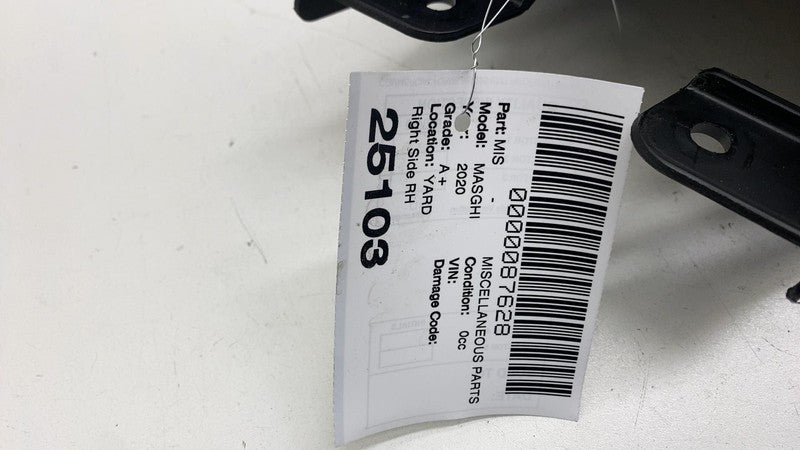 0000087628
Part: MIS - MISCELLANEOUS PARTS
Model: MASGHI Condition: 0cc
2020 VIN:
Grade: A+ Damage Code:
Location: YARD
Right Side RH
25103